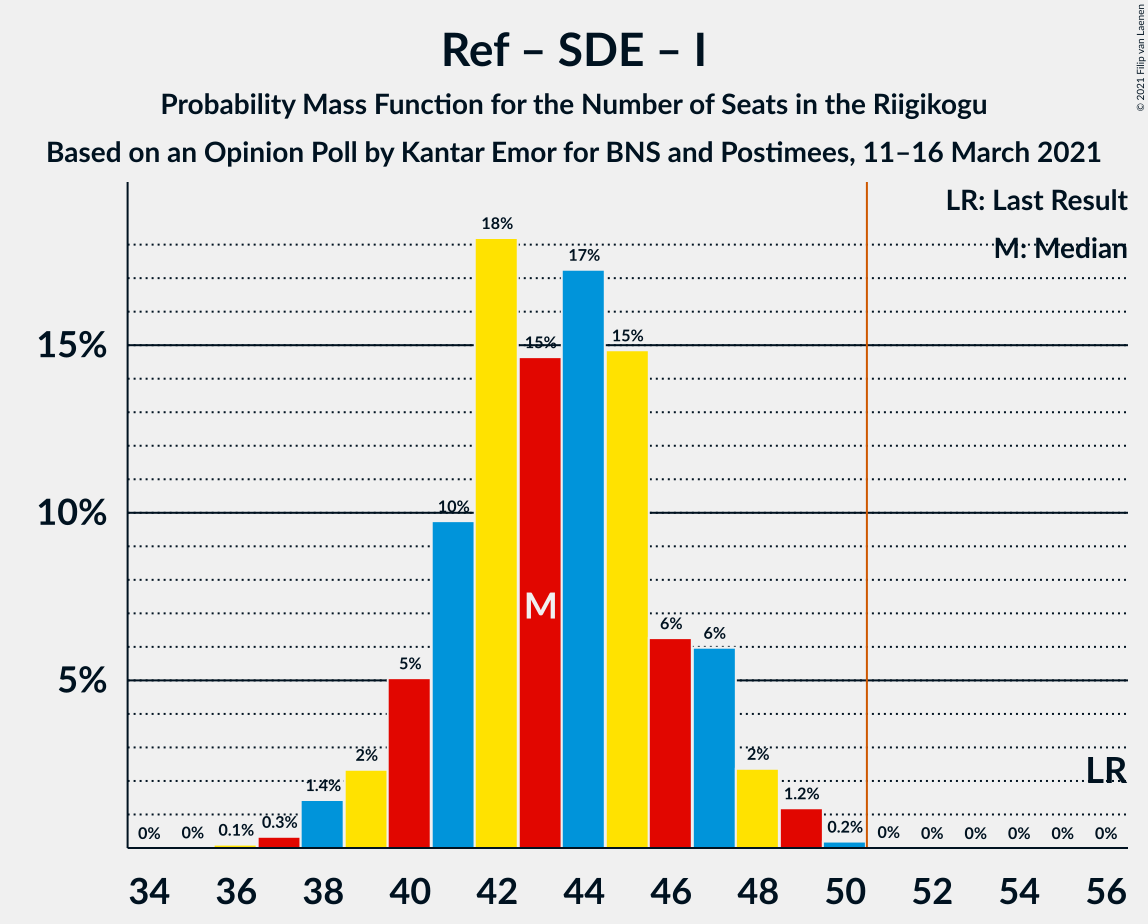 Ref – SDE – I
Probability Mass Function for the Number of Seats in the Riigikogu
Based on an Opinion Poll by Kantar Emor for BNS and Postimees, 11–16 March 2021
© 2021 Filip van Laenen
LR: Last Result
M: Median
15%
10%
5%
0%
0%
0.1%
0.3%
1.4%
2%
5%
10%
18%
15%
17%
15%
6%
6%
2%
1.2%
0.2%
0%
0%
0%
0%
0%
0%
M
LR
34 36 38 40 42 44 46 48 50 52 54 56